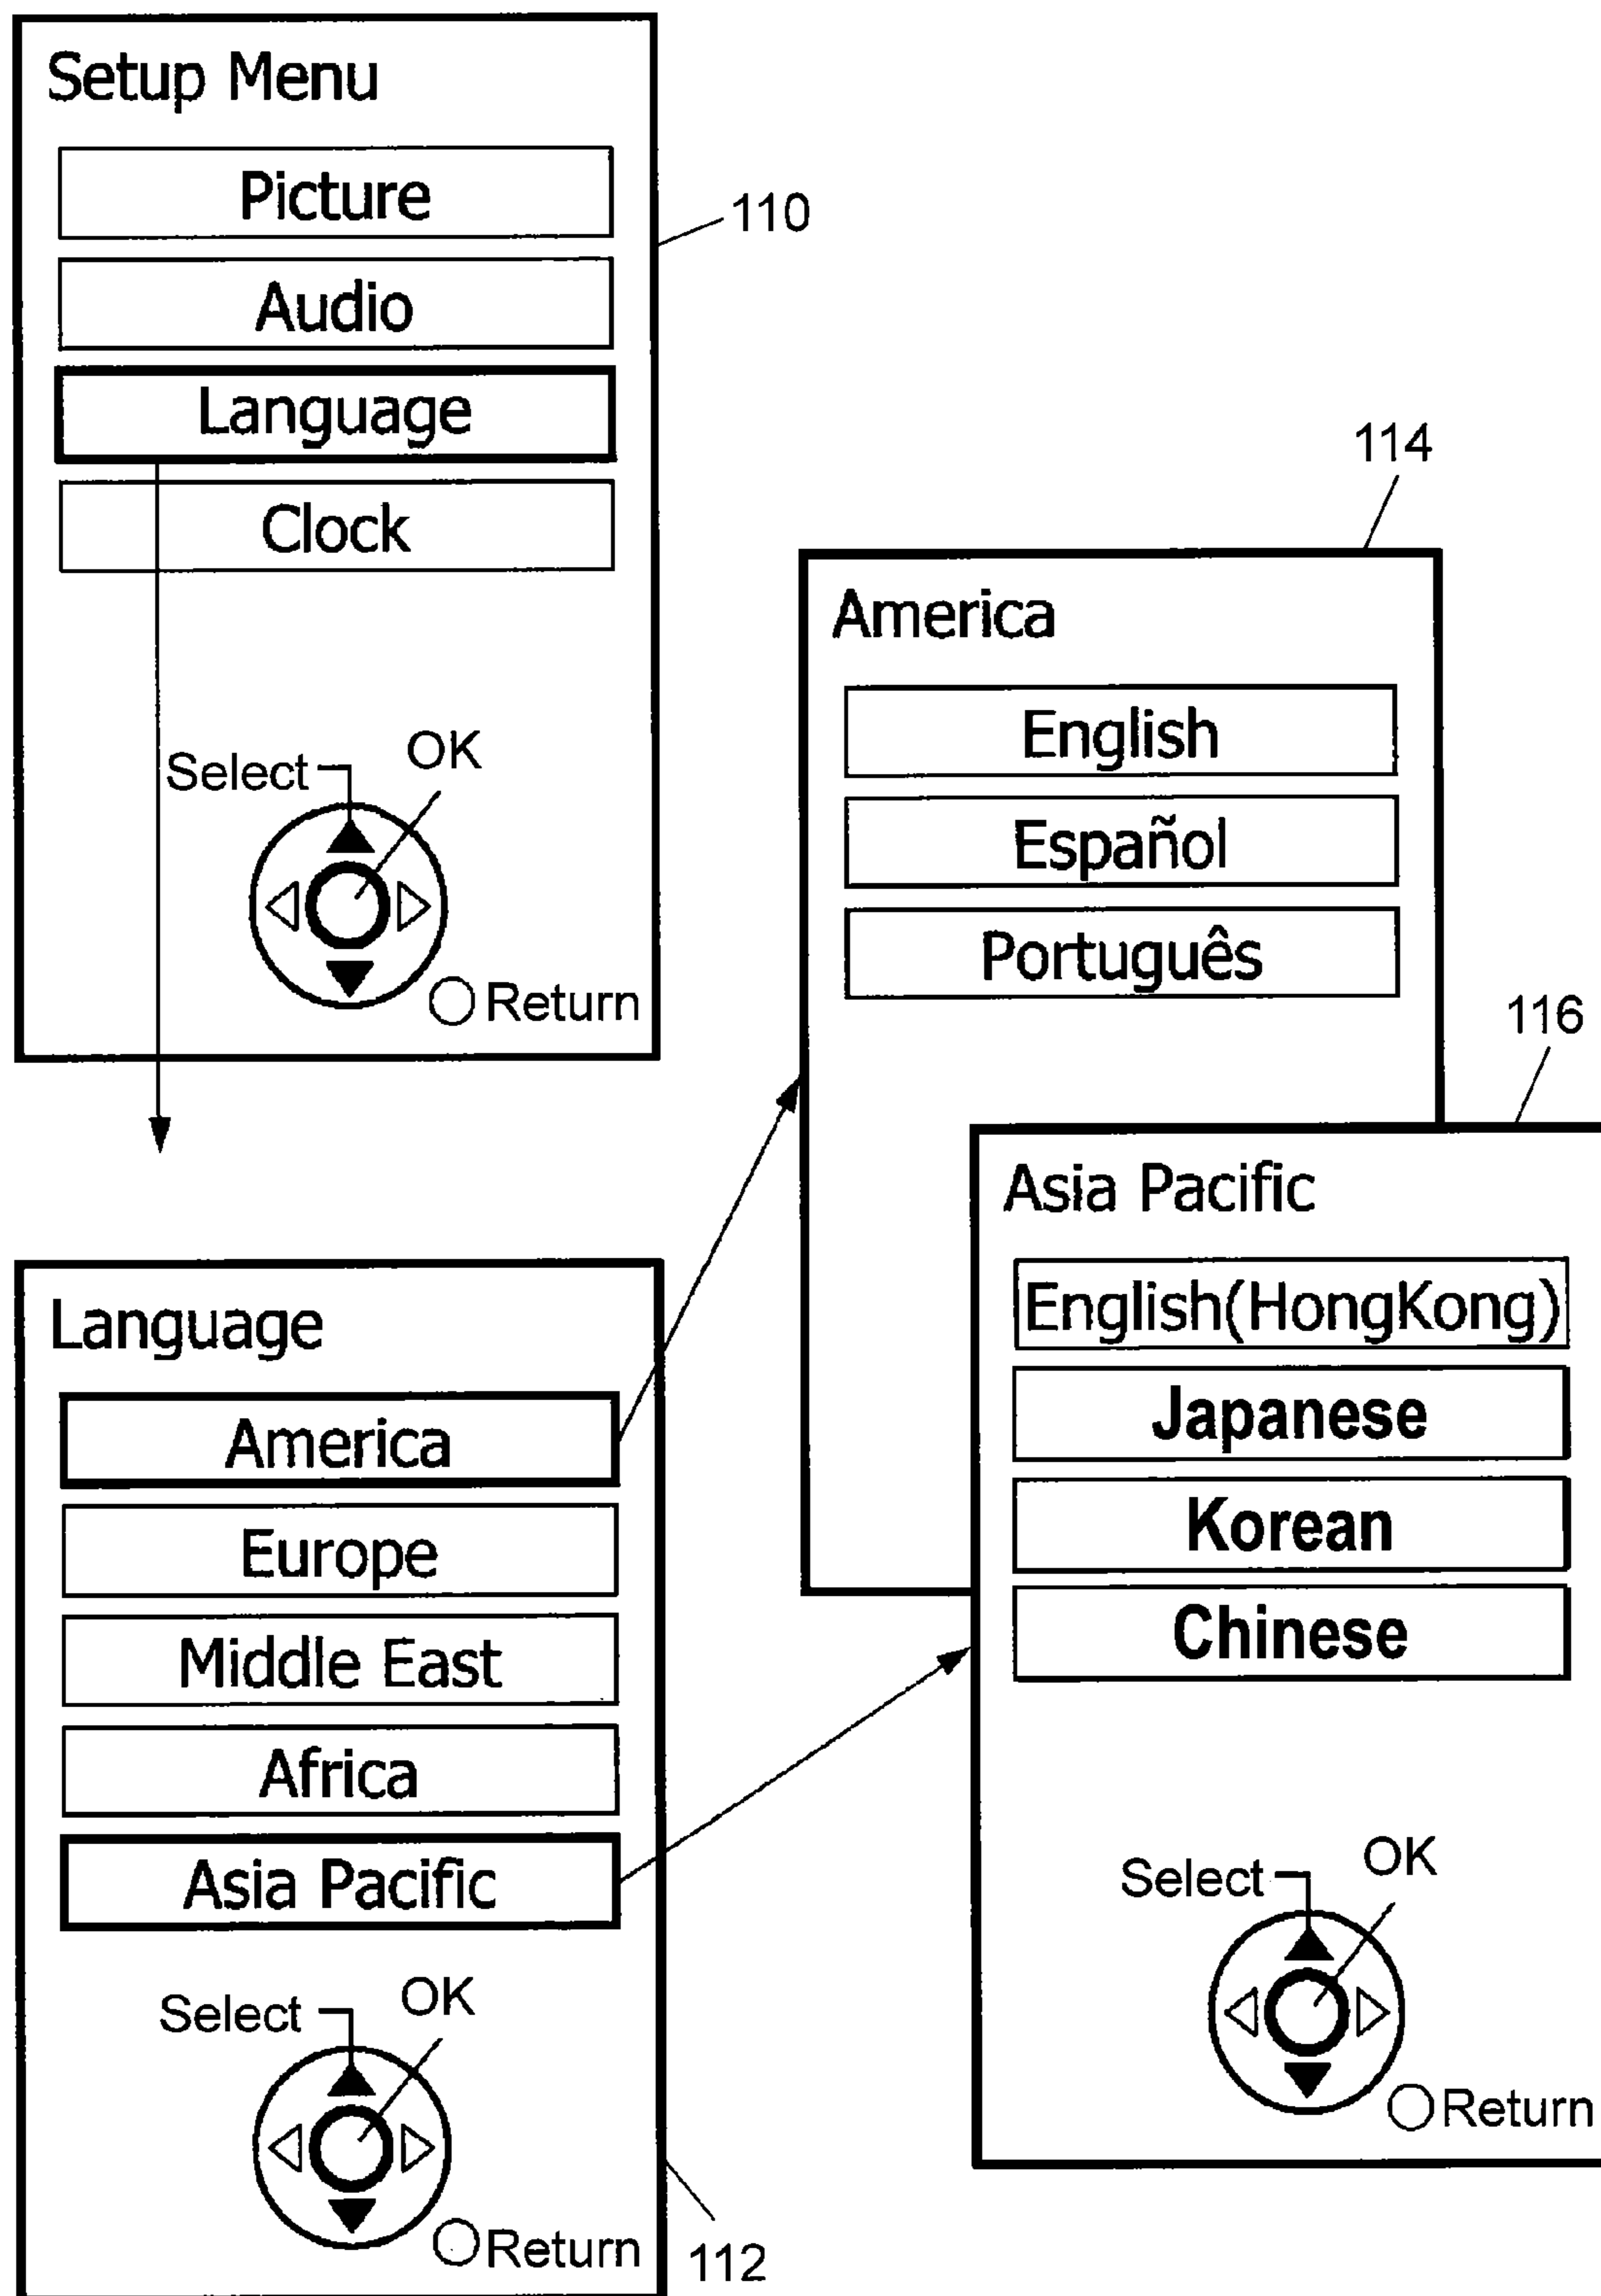 Setup Menu
Picture
110
Audio
Language
Clock
Select
OK
Return
114
America
English
Español
Português
116
Asia Pacific
English(HongKong)
Japanese
Korean
Chinese
Select
OK
Return
Language
America
Europe
Middle East
Africa
Asia Pacific
Select
OK
Return
112